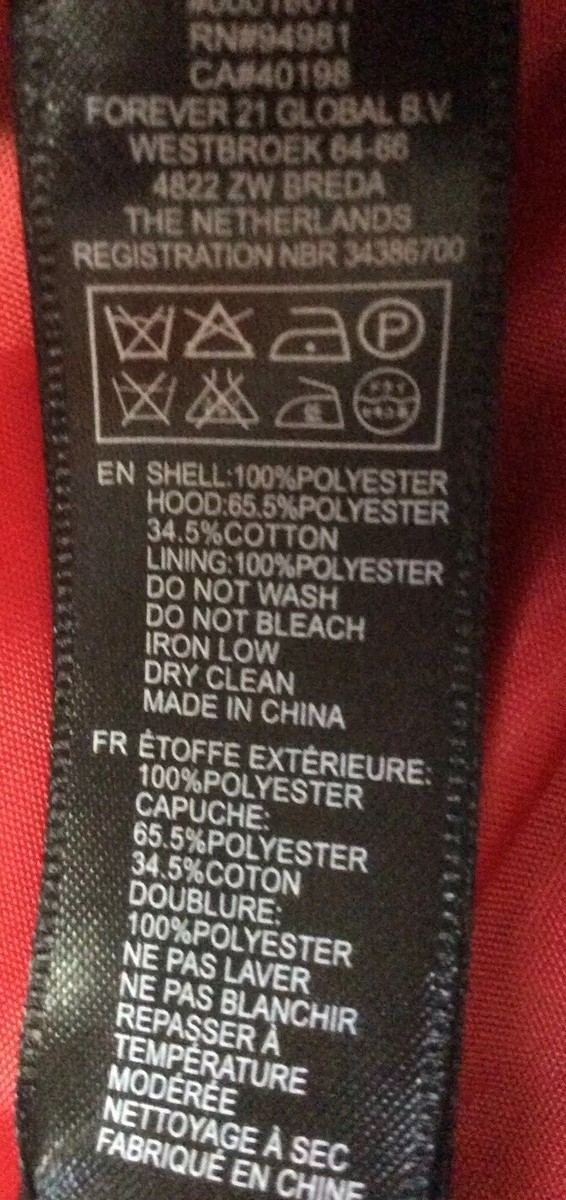 RN#94981
CA#40198
FOREVER 21 GLOBAL B.V.
WESTBROEK 64-66
4822 ZW BREDA
THE NETHERLANDS
REGISTRATION NBR 34386700
P
EN SHELL:100%POLYESTER
HOOD:65.5%POLYESTER
34.5%COTTON
LINING:100%POLYESTER
DO NOT WASH
DO NOT BLEACH
IRON LOW
DRY CLEAN
MADE IN CHINA
FR ÉTOFFE EXTÉRIEURE:
100%POLYESTER
CAPUCHE:
65.5%POLYESTER
34.5%COTON
DOUBLURE:
100%POLYESTER
NE PAS LAVER
NE PAS BLANCHIR
REPASSER À
TEMPÉRATURE
MODÉRÉE
NETTOYAGE À SEC
FABRIQUÉ EN CHINE